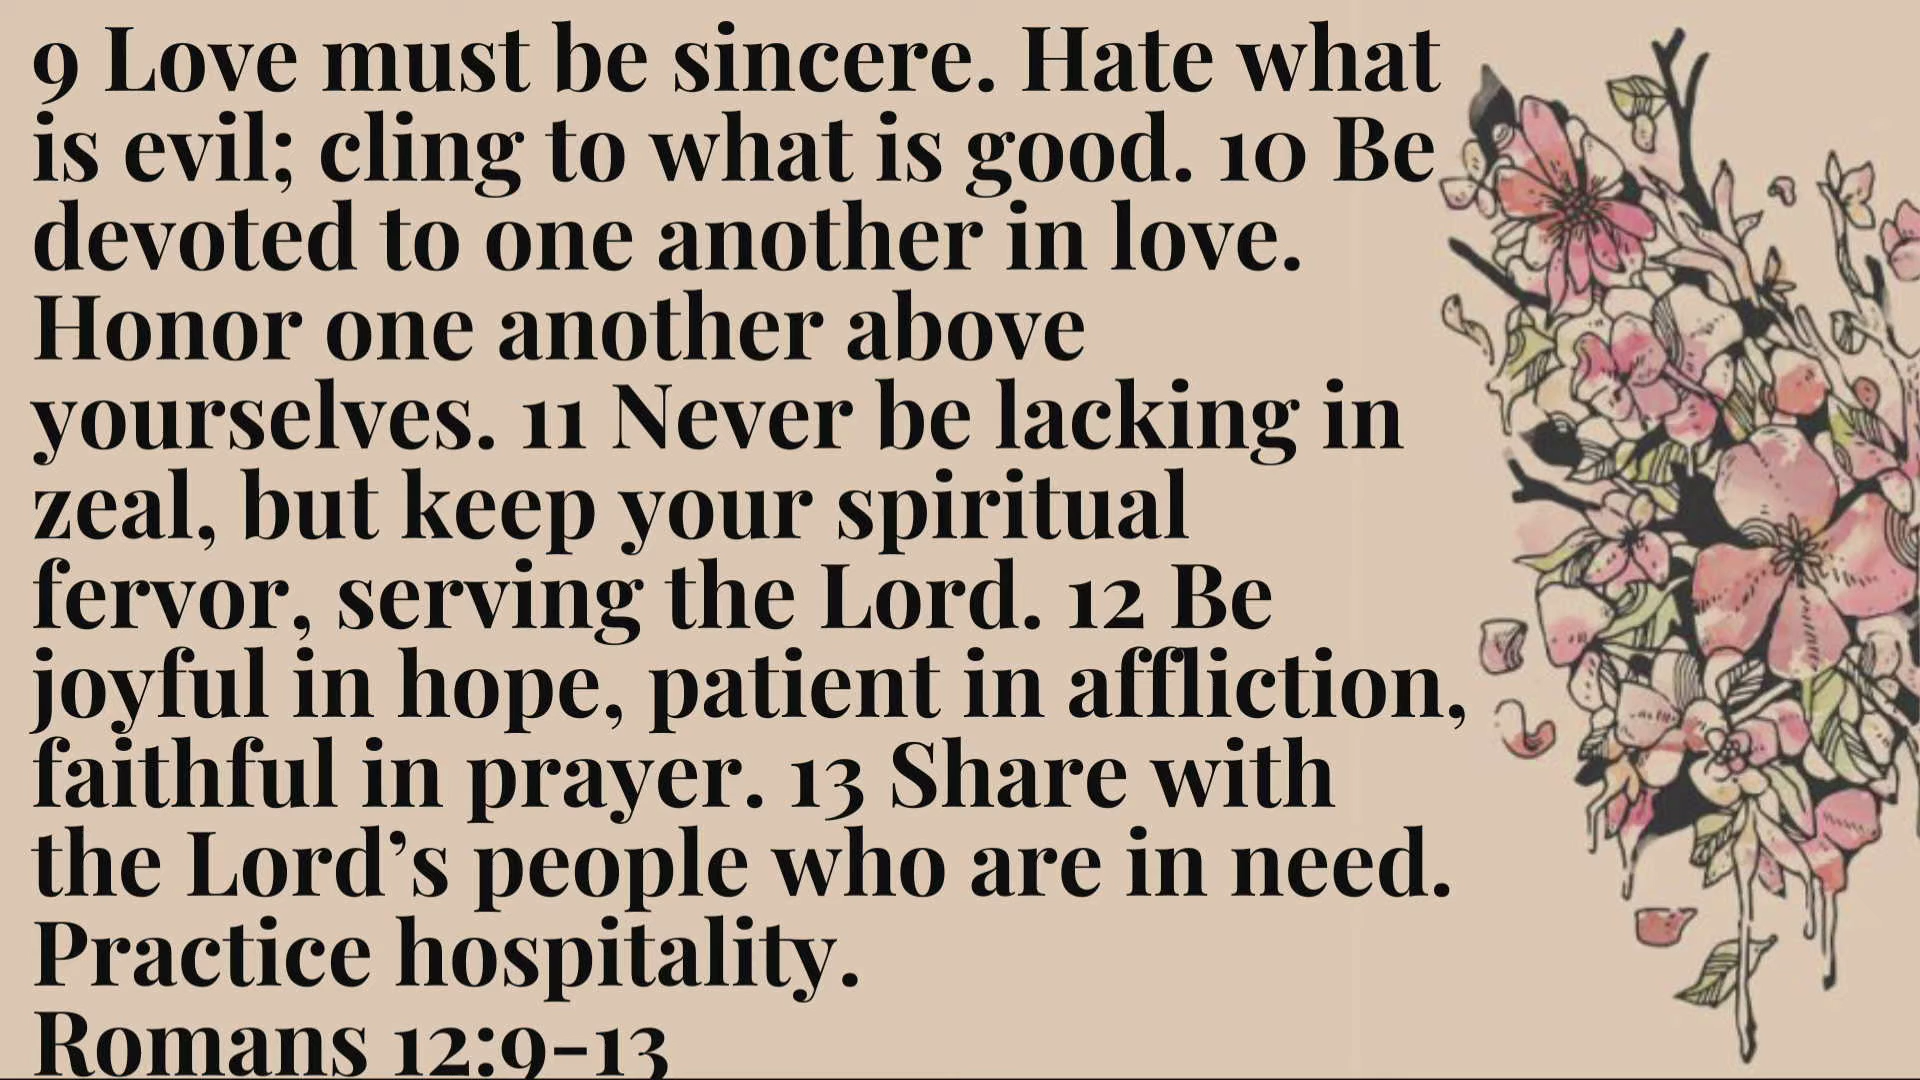 9 Love must be sincere. Hate what
is evil; cling to what is good. 10 Be
devoted to one another in love.
Honor one another above
yourselves. 11 Never be lacking in
zeal, but keep your spiritual
fervor, serving the Lord. 12 Be
joyful in hope, patient in affliction,
faithful in prayer. 13 Share with
the Lord’s people who are in need.
Practice hospitality.
Romans 12:9-13